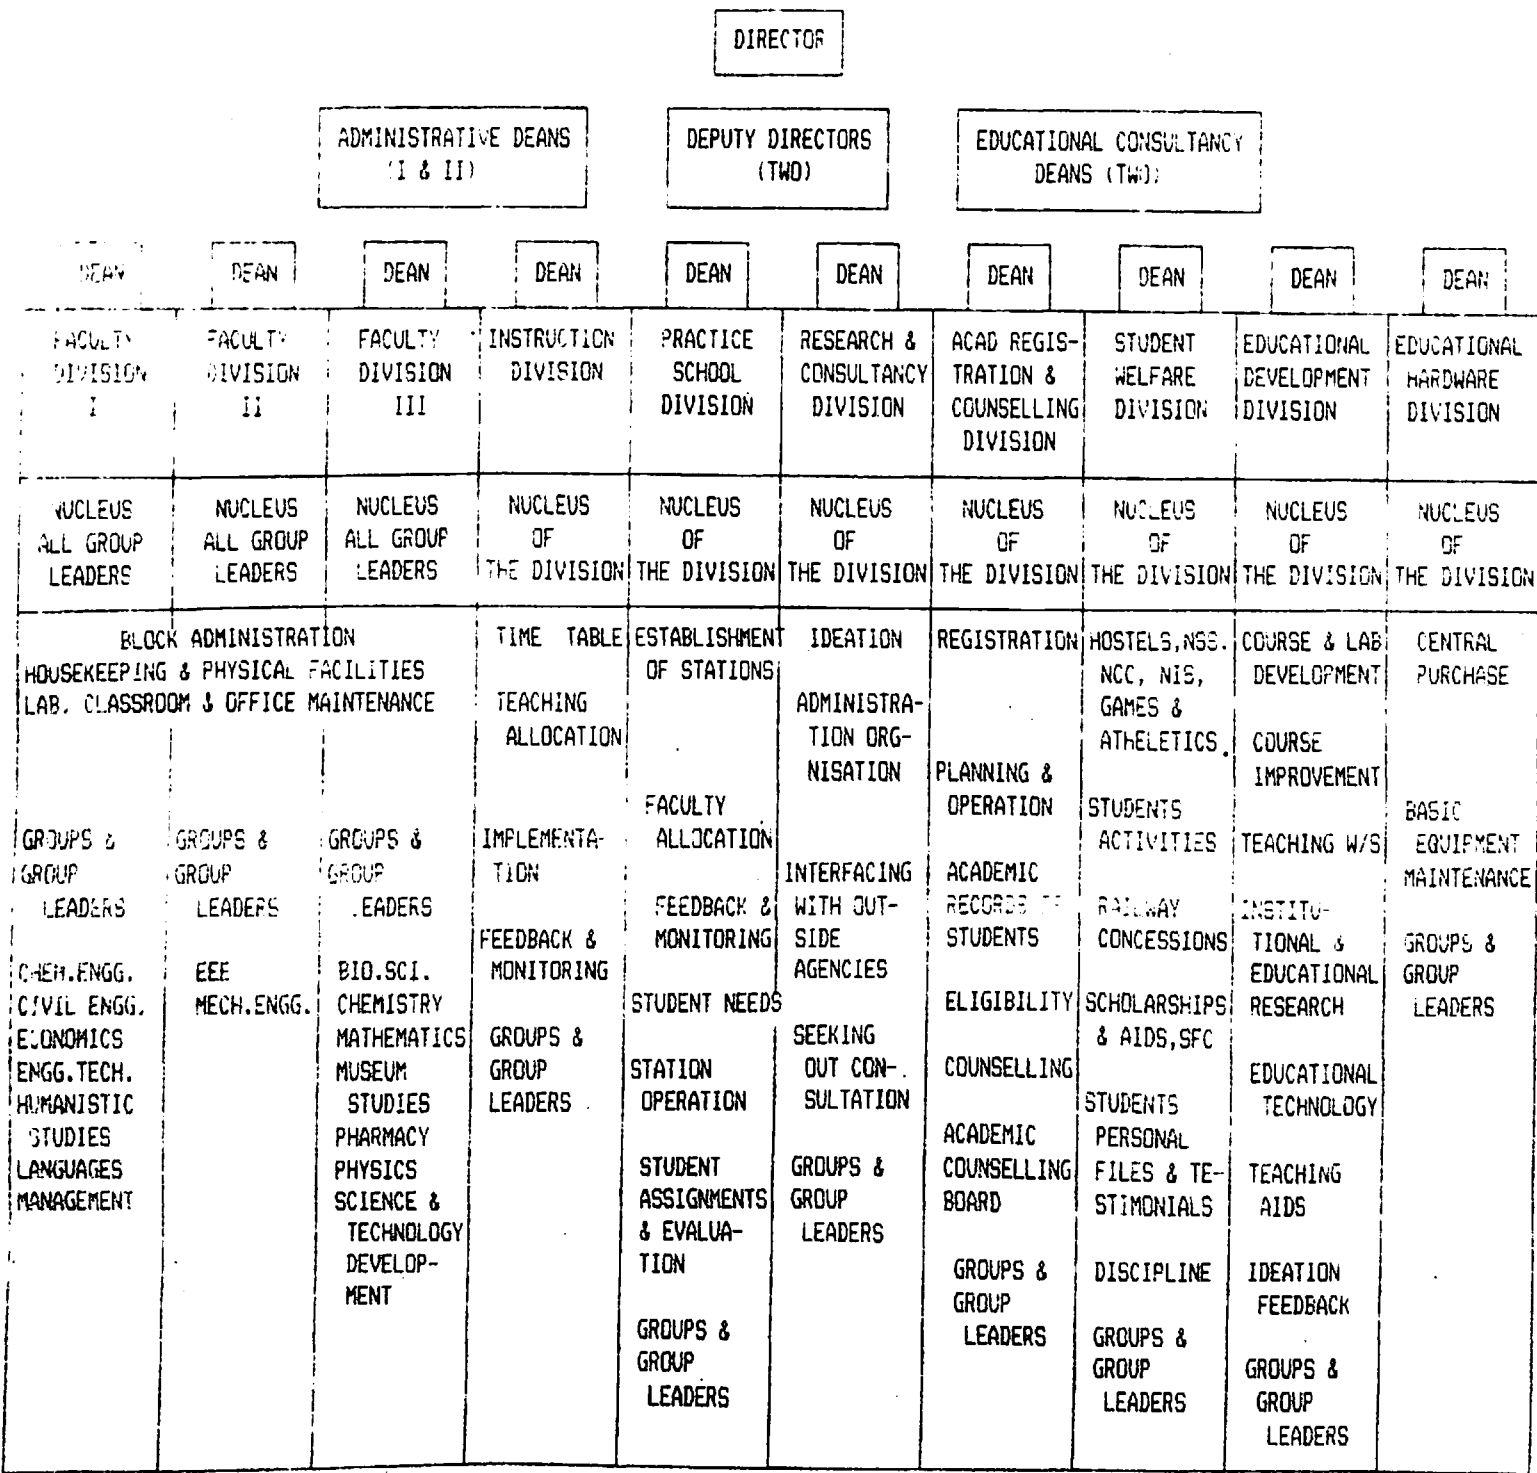 DIRECTOR
ADMINISTRATIVE DEANS
(I & II)
DEPUTY DIRECTORS
(TWO)
EDUCATIONAL CONSULTANCY
DEANS (TWO)
DEAN
DEAN
DEAN
DEAN
DEAN
DEAN
DEAN
DEAN
DEAN
DEAN
FACULTY
DIVISION
I
FACULTY
DIVISION
II
FACULTY
DIVISION
III
INSTRUCTION
DIVISION
PRACTICE
SCHOOL
DIVISION
RESEARCH &
CONSULTANCY
DIVISION
ACAD REGIS-
TRATION &
COUNSELLING
DIVISION
STUDENT
WELFARE
DIVISION
EDUCATIONAL
DEVELOPMENT
DIVISION
EDUCATIONAL
HARDWARE
DIVISION
NUCLEUS
ALL GROUP
LEADERS
NUCLEUS
ALL GROUP
LEADERS
NUCLEUS
ALL GROUP
LEADERS
NUCLEUS
OF
THE DIVISION
NUCLEUS
OF
THE DIVISION
NUCLEUS
OF
THE DIVISION
NUCLEUS
OF
THE DIVISION
NUCLEUS
OF
THE DIVISION
NUCLEUS
OF
THE DIVISION
NUCLEUS
OF
THE DIVISION
BLOCK ADMINISTRATION
HOUSEKEEPING & PHYSICAL FACILITIES
LAB. CLASSROOM & OFFICE MAINTENANCE
GROUPS &
GROUP
LEADERS
CHEM.ENGG.
CIVIL ENGG.
ECONOMICS
ENGG.TECH.
HUMANISTIC
STUDIES
LANGUAGES
MANAGEMENT
GROUPS &
GROUP
LEADERS
EEE
MECH.ENGG.
GROUPS &
GROUP
LEADERS
BIO.SCI.
CHEMISTRY
MATHEMATICS
MUSEUM
STUDIES
PHARMACY
PHYSICS
SCIENCE &
TECHNOLOGY
DEVELOP-
MENT
TIME TABLE
TEACHING
ALLOCATION
IMPLEMENTA-
TION
FEEDBACK &
MONITORING
GROUPS &
GROUP
LEADERS
ESTABLISHMENT
OF STATIONS
FACULTY
ALLOCATION
FEEDBACK &
MONITORING
STUDENT NEEDS
STATION
OPERATION
STUDENT
ASSIGNMENTS
& EVALUA-
TION
GROUPS &
GROUP
LEADERS
IDEATION
ADMINISTRA-
TION ORG-
NISATION
INTERFACING
WITH OUT-
SIDE
AGENCIES
SEEKING
OUT CON-
SULTATION
GROUPS &
GROUP
LEADERS
REGISTRATION
PLANNING &
OPERATION
ACADEMIC
RECORDS OF
STUDENTS
ELIGIBILITY
COUNSELLING
ACADEMIC
COUNSELLING
BOARD
GROUPS &
GROUP
LEADERS
HOSTELS,NSS.
NCC, NIS,
GAMES &
ATHELETICS.
STUDENTS
ACTIVITIES
RAILWAY
CONCESSIONS
SCHOLARSHIPS
& AIDS,SFC
STUDENTS
PERSONAL
FILES & TE-
STIMONIALS
DISCIPLINE
GROUPS &
GROUP
LEADERS
COURSE & LAB
DEVELOPMENT
COURSE
IMPROVEMENT
TEACHING W/S
INSTITU-
TIONAL &
EDUCATIONAL
RESEARCH
EDUCATIONAL
TECHNOLOGY
TEACHING
AIDS
IDEATION
FEEDBACK
GROUPS &
GROUP
LEADERS
CENTRAL
PURCHASE
BASIC
EQUIPMENT
MAINTENANCE
GROUPS &
GROUP
LEADERS